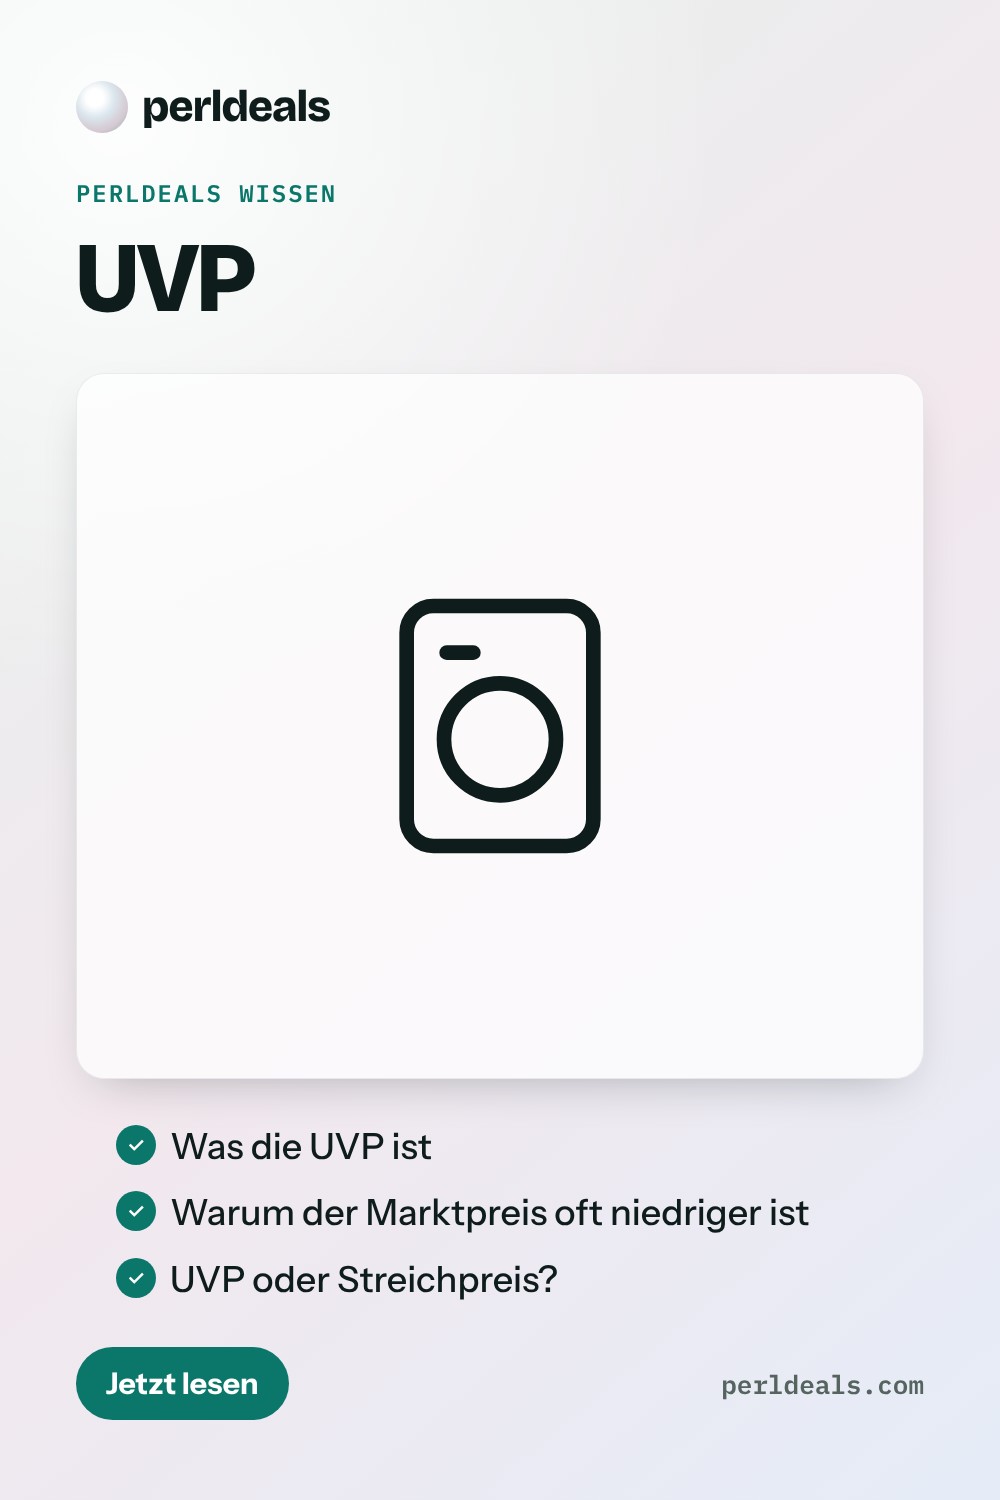 perldeals
PERLDEALS WISSEN
UVP
Was die UVP ist
Warum der Marktpreis oft niedriger ist
UVP oder Streichpreis?
Jetzt lesen
perldeals.com